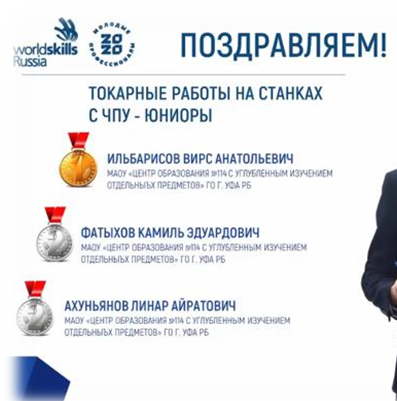 worldskills
Russia
МОЛОДЫЕ
2020
ПРОФЕССИОНАЛЫ
ПОЗДРАВЛЯЕМ!
ТОКАРНЫЕ РАБОТЫ НА СТАНКАХ
С ЧПУ - ЮНИОРЫ
ИЛЬБАРИСОВ ВИРС АНАТОЛЬЕВИЧ
МАОУ «ЦЕНТР ОБРАЗОВАНИЯ №114 С УГЛУБЛЕННЫМ ИЗУЧЕНИЕМ
ОТДЕЛЬНЫХ ПРЕДМЕТОВ» ГО Г. УФА РБ
ФАТЫХОВ КАМИЛЬ ЭДУАРДОВИЧ
МАОУ «ЦЕНТР ОБРАЗОВАНИЯ №114 С УГЛУБЛЕННЫМ ИЗУЧЕНИЕМ
ОТДЕЛЬНЫХ ПРЕДМЕТОВ» ГО Г. УФА РБ
АХУНЬЯНОВ ЛИНАР АЙРАТОВИЧ
МАОУ «ЦЕНТР ОБРАЗОВАНИЯ №114 С УГЛУБЛЕННЫМ ИЗУЧЕНИЕМ
ОТДЕЛЬНЫХ ПРЕДМЕТОВ» ГО Г. УФА РБ